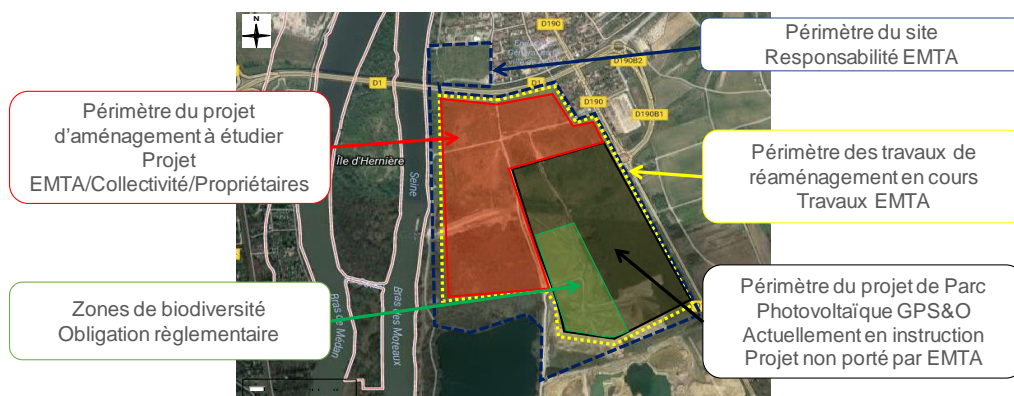 N
D190
Périmètre du site
Responsabilité EMTA
D190B2
D1
D1
D190
D190B1
Périmètre du projet
d'aménagement à étudier
Projet
EMTA/Collectivité/Propriétaires
Île d'Hernière
Seine
Périmètre des travaux de
réaménagement en cours
Travaux EMTA
Zones de biodiversité
Obligation règlementaire
Bras de Médan
Bras des Moreaux
Périmètre du projet de Parc
Photovoltaïque GPS&O
Actuellement en instruction
Projet non porté par EMTA